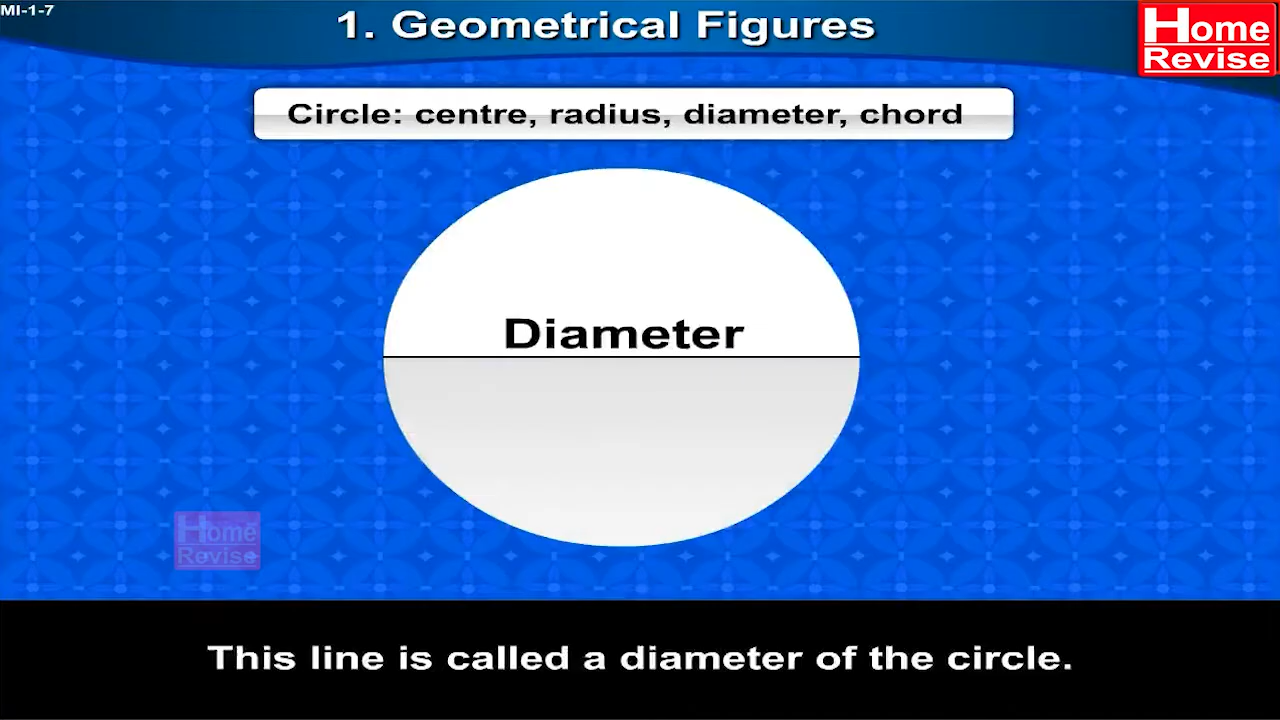 MI-1-7
1. Geometrical Figures
Home
Revise
Circle: centre, radius, diameter, chord
Diameter
Home
Revise
This line is called a diameter of the circle.